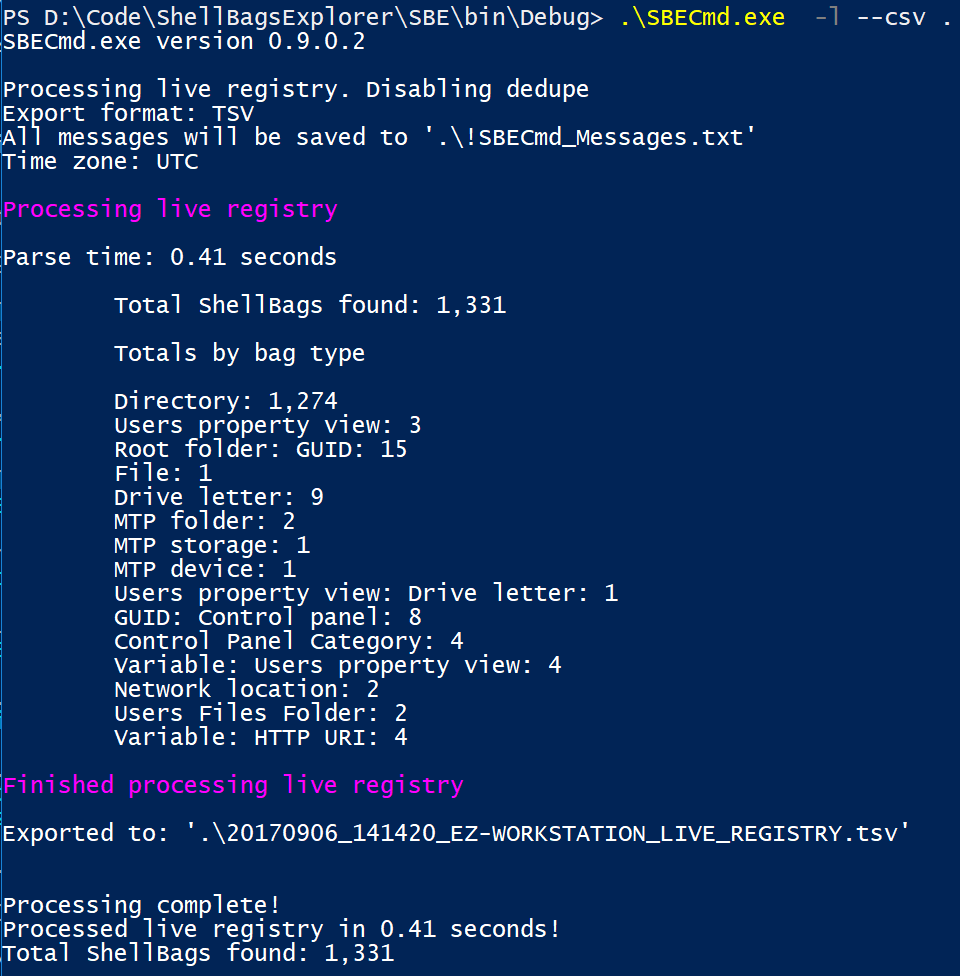 PS D:\Code\ShellBagsExplorer\SBE\bin\Debug> .\SBECmd.exe  -l --csv .
SBECmd.exe version 0.9.0.2
Processing live registry. Disabling dedupe
Export format: TSV
All messages will be saved to '.\!SBECmd_Messages.txt'
Time zone: UTC
Processing live registry
Parse time: 0.41 seconds
Total ShellBags found: 1,331
Totals by bag type
Directory: 1,274
Users property view: 3
Root folder: GUID: 15
File: 1
Drive letter: 9
MTP folder: 2
MTP storage: 1
MTP device: 1
Users property view: Drive letter: 1
GUID: Control panel: 8
Control Panel Category: 4
Variable: Users property view: 4
Network location: 2
Users Files Folder: 2
Variable: HTTP URI: 4
Finished processing live registry
Exported to: '.\20170906_141420_EZ-WORKSTATION_LIVE_REGISTRY.tsv'
Processing complete!
Processed live registry in 0.41 seconds!
Total ShellBags found: 1,331